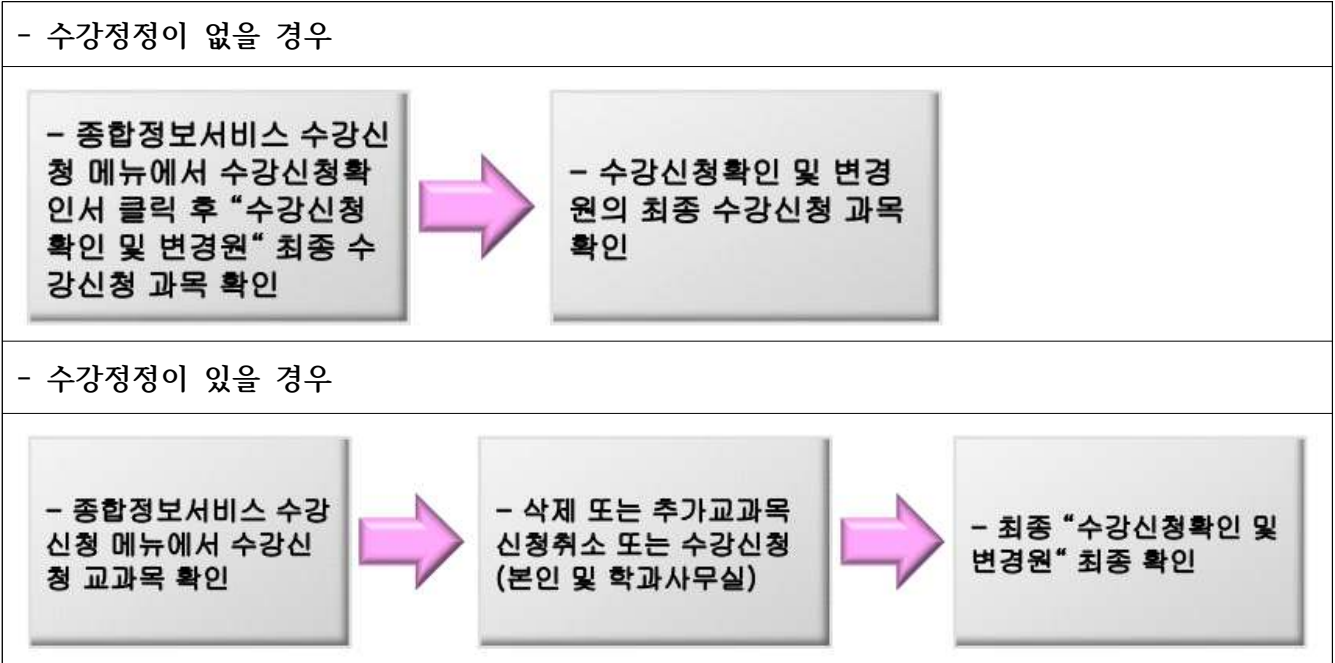 - 수강정정이 없을 경우
– 종합정보서비스 수강신
청 메뉴에서 수강신청확
인서 클릭 후 “수강신청
확인 및 변경원“ 최종 수
강신청 과목 확인
– 수강신청확인 및 변경
원의 최종 수강신청 과목
확인
- 수강정정이 있을 경우
– 종합정보서비스 수강
신청 메뉴에서 수강신
청 교과목 확인
– 삭제 또는 추가교과목
신청취소 또는 수강신청
(본인 및 학과사무실)
– 최종 “수강신청확인 및
변경원“ 최종 확인